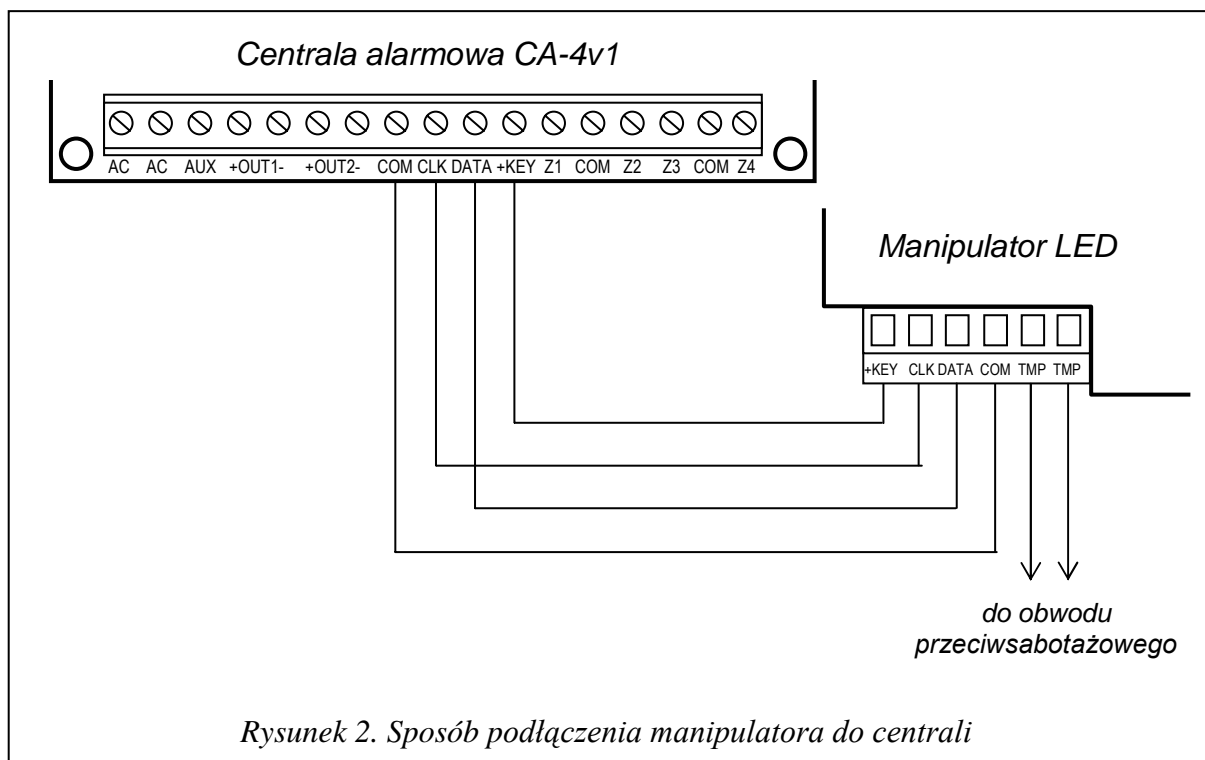 Centrala alarmowa CA-4v1
AC AC AUX +OUT1- +OUT2- COM CLK DATA +KEY Z1 COM Z2 Z3 COM Z4
Manipulator LED
+KEY CLK DATA COM TMP TMP
do obwodu
przeciwsabotażowego
Rysunek 2. Sposób podłączenia manipulatora do centrali